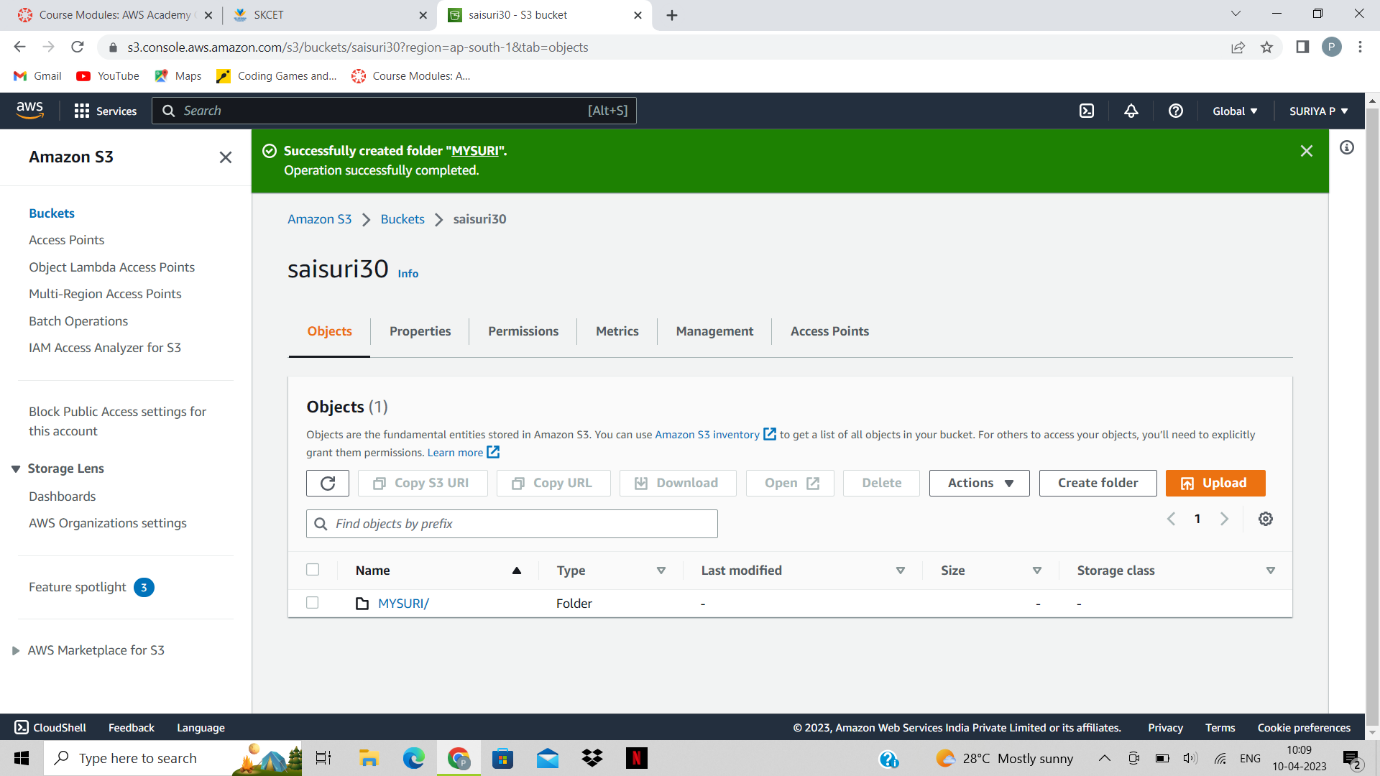 Course Modules: AWS Academy
SKCET
saisuri30 - S3 bucket
s3.console.aws.amazon.com/s3/buckets/saisuri30?region=ap-south-1&tab=objects
P
Gmail
YouTube
Maps
Coding Games and...
Course Modules: A...
aws
Services
Search
[Alt+S]
Global
SURIYA P
Amazon S3
Successfully created folder "MYSURI".
Operation successfully completed.
Buckets
Access Points
Object Lambda Access Points
Multi-Region Access Points
Batch Operations
IAM Access Analyzer for S3
Block Public Access settings for
this account
Storage Lens
Dashboards
AWS Organizations settings
Feature spotlight 3
AWS Marketplace for S3
Amazon S3 > Buckets > saisuri30
saisuri30 Info
Objects
Properties
Permissions
Metrics
Management
Access Points
Objects (1)
Objects are the fundamental entities stored in Amazon S3. You can use Amazon S3 inventory to get a list of all objects in your bucket. For others to access your objects, you'll need to explicitly
grant them permissions. Learn more
Copy S3 URI
Copy URL
Download
Open
Delete
Actions
Create folder
Upload
Find objects by prefix
1
Name
Type
Last modified
Size
Storage class
MYSURI/
Folder
-
-
-
CloudShell
Feedback
Language
© 2023, Amazon Web Services India Private Limited or its affiliates.
Privacy
Terms
Cookie preferences
Type here to search
P
N
28°C Mostly sunny
ENG
10:09
10-04-2023
2